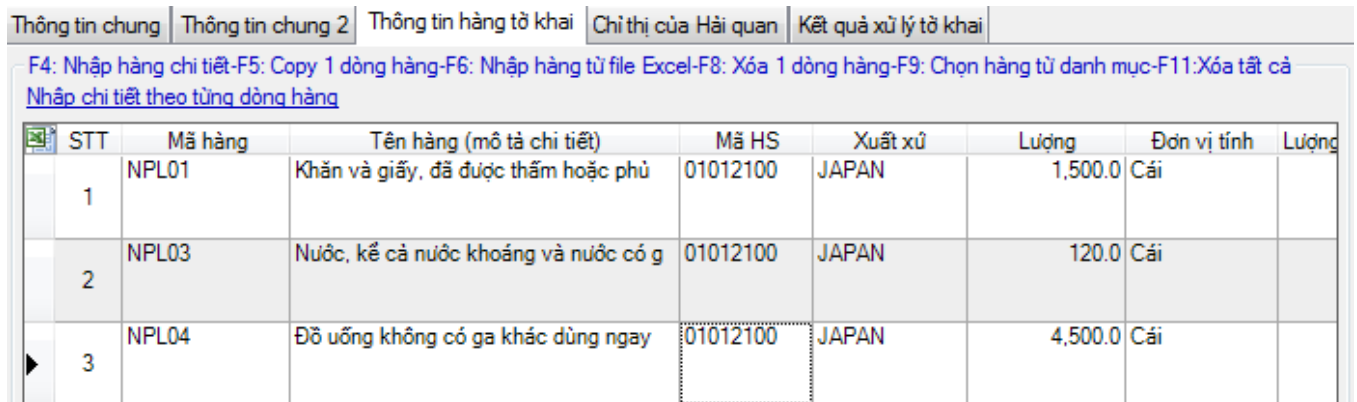 Thông tin chung Thông tin chung 2 Thông tin hàng tờ khai Chỉ thị của Hải quan Kết quả xử lý tờ khai
F4: Nhập hàng chi tiết-F5: Copy 1 dòng hàng-F6: Nhập hàng từ file Excel-F8: Xóa 1 dòng hàng-F9: Chọn hàng từ danh mục-F11:Xóa tất cả
Nhập chi tiết theo từng dòng hàng
STT Mã hàng Tên hàng (mô tả chi tiết) Mã HS Xuất xứ Lượng Đơn vị tính Lượng
1 NPL01 Khăn và giấy, đã được thấm hoặc phủ 01012100 JAPAN 1,500.0 Cái
2 NPL03 Nước, kể cả nước khoáng và nước có g 01012100 JAPAN 120.0 Cái
3 NPL04 Đồ uống không có ga khác dùng ngay 01012100 JAPAN 4,500.0 Cái